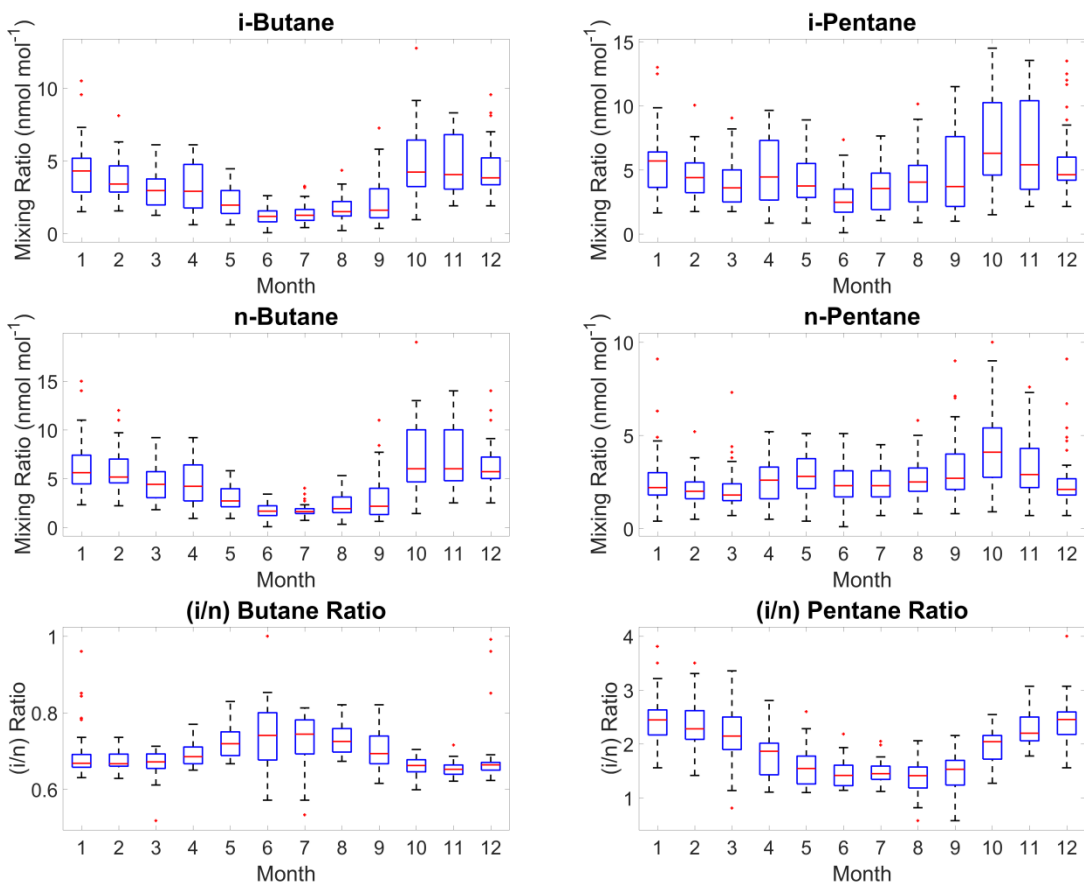 i-Butane
Mixing Ratio (nmol mol⁻¹)
10
5
0
1 2 3 4 5 6 7 8 9 10 11 12
Month
i-Pentane
Mixing Ratio (nmol mol⁻¹)
15
10
5
0
1 2 3 4 5 6 7 8 9 10 11 12
Month
n-Butane
Mixing Ratio (nmol mol⁻¹)
15
10
5
0
1 2 3 4 5 6 7 8 9 10 11 12
Month
n-Pentane
Mixing Ratio (nmol mol⁻¹)
10
5
0
1 2 3 4 5 6 7 8 9 10 11 12
Month
(i/n) Butane Ratio
(i/n) Ratio
1
0.8
0.6
1 2 3 4 5 6 7 8 9 10 11 12
Month
(i/n) Pentane Ratio
(i/n) Ratio
4
3
2
1
1 2 3 4 5 6 7 8 9 10 11 12
Month